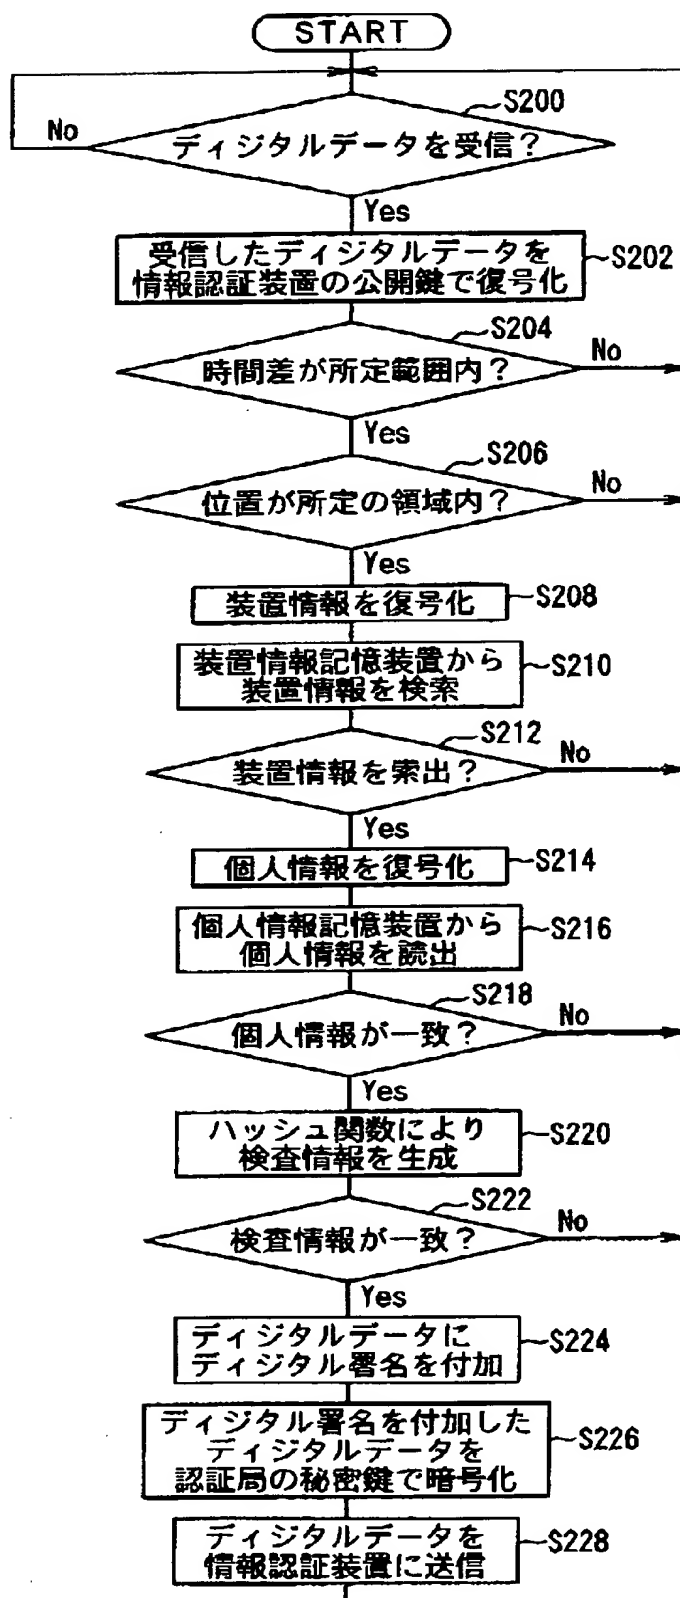 START
S200
No
ディジタルデータを受信?
Yes
受信したディジタルデータを
情報認証装置の公開鍵で復号化
S202
S204
No
時間差が所定範囲内?
Yes
S206
No
位置が所定の領域内?
Yes
装置情報を復号化
S208
装置情報記憶装置から
装置情報を検索
S210
S212
No
装置情報を索出?
Yes
個人情報を復号化
S214
個人情報記憶装置から
個人情報を読出
S216
S218
No
個人情報が一致?
Yes
ハッシュ関数により
検査情報を生成
S220
S222
No
検査情報が一致?
Yes
ディジタルデータに
ディジタル署名を付加
S224
ディジタル署名を付加した
ディジタルデータを
認証局の秘密鍵で暗号化
S226
ディジタルデータを
情報認証装置に送信
S228